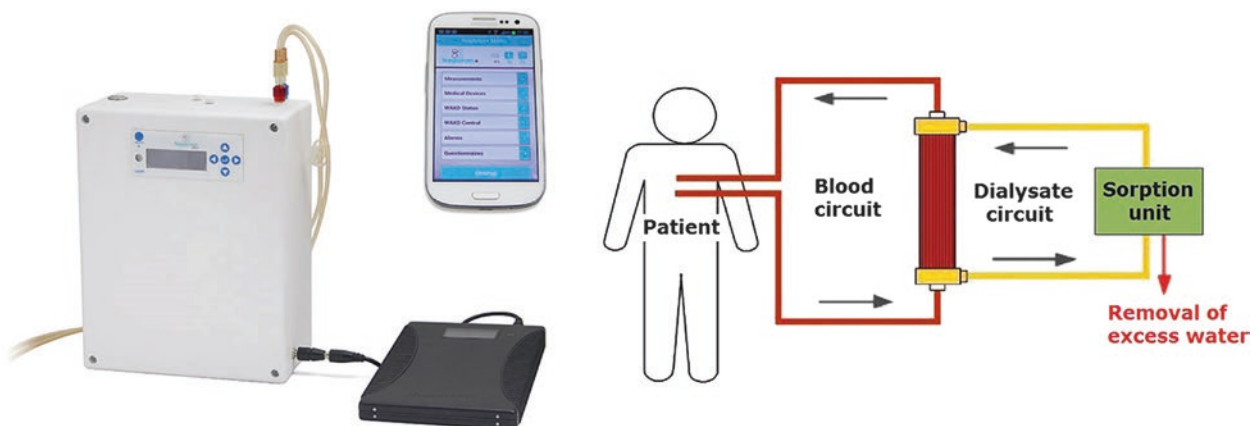 Measurements
Medical Devices
WAKD Status
WAKD Control
Alarms
Questionnaires
Patient
Blood
circuit
Dialysate
circuit
Sorption
unit
Removal of
excess water